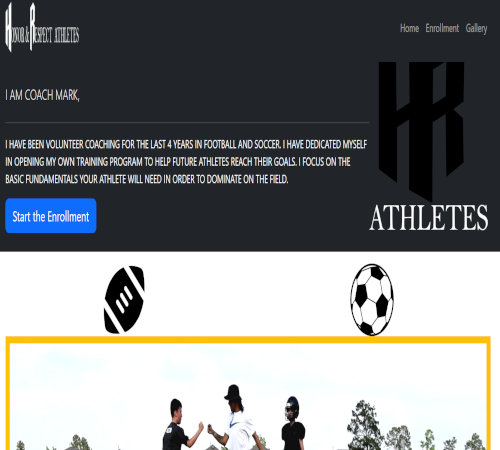 HONOR & RESPECT ATHLETES
Home Enrollment Gallery
I AM COACH MARK,
I HAVE BEEN VOLUNTEER COACHING FOR THE LAST 4 YEARS IN FOOTBALL AND SOCCER. I HAVE DEDICATED MYSELF
IN OPENING MY OWN TRAINING PROGRAM TO HELP FUTURE ATHLETES REACH THEIR GOALS. I FOCUS ON THE
BASIC FUNDAMENTALS YOUR ATHLETE WILL NEED IN ORDER TO DOMINATE ON THE FIELD.
Start the Enrollment
HR
ATHLETES